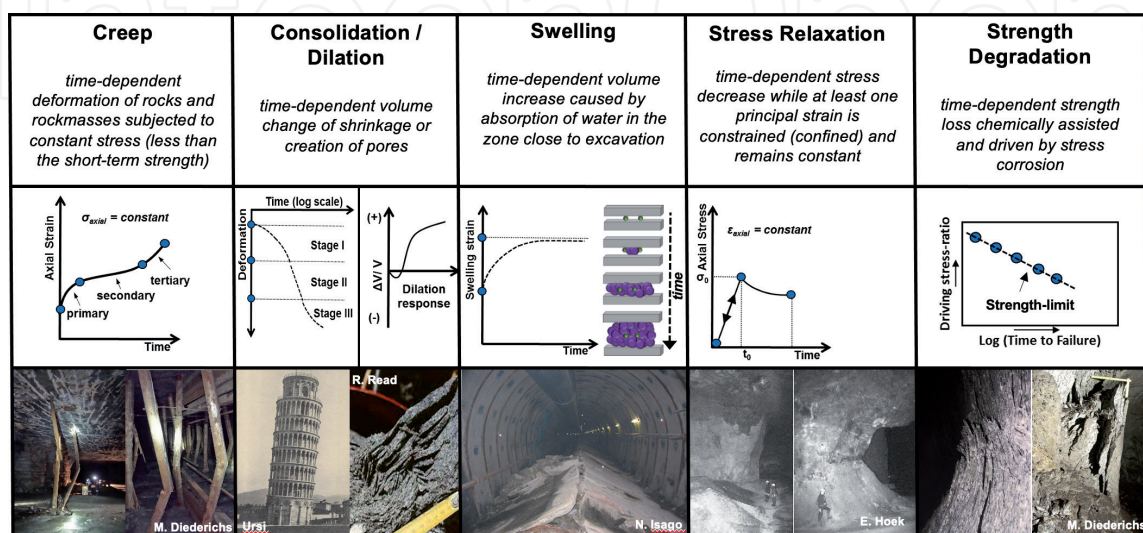 Creep
time-dependent
deformation of rocks and
rockmasses subjected to
constant stress (less than
the short-term strength)
Consolidation /
Dilation
time-dependent volume
change of shrinkage or
creation of pores
Swelling
time-dependent volume
increase caused by
absorption of water in the
zone close to excavation
Stress Relaxation
time-dependent stress
decrease while at least one
principal strain is
constrained (confined) and
remains constant
Strength
Degradation
time-dependent strength
loss chemically assisted
and driven by stress
corrosion
Axial Strain
σaxial = constant
primary
secondary
tertiary
Time
Time (log scale)
Deformation
Stage I
Stage II
Stage III
(+)
ΔV/ V
(-)
Dilation
response
Swelling strain
Time
time
Axial Stress
σ0
εaxial = constant
t0
Time
Driving stress-ratio
Strength-limit
Log (Time to Failure)
M. Diederichs
Ursi
R. Read
N. Isago
E. Hoek
M. Diederichs